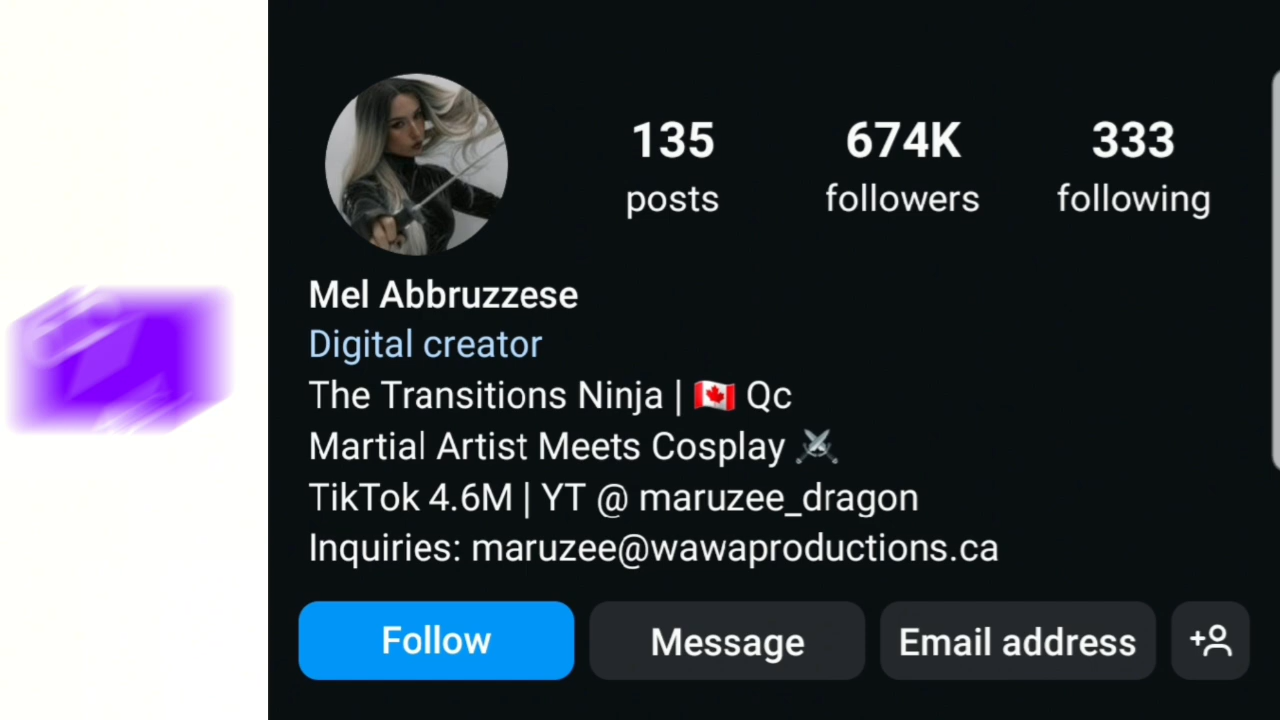 135 674K 333
posts followers following
Mel Abbruzzese
Digital creator
The Transitions Ninja | 🇨🇦 Qc
Martial Artist Meets Cosplay ⚔️
TikTok 4.6M | YT @ maruzee_dragon
Inquiries: maruzee@wawaproductions.ca
Follow Message Email address